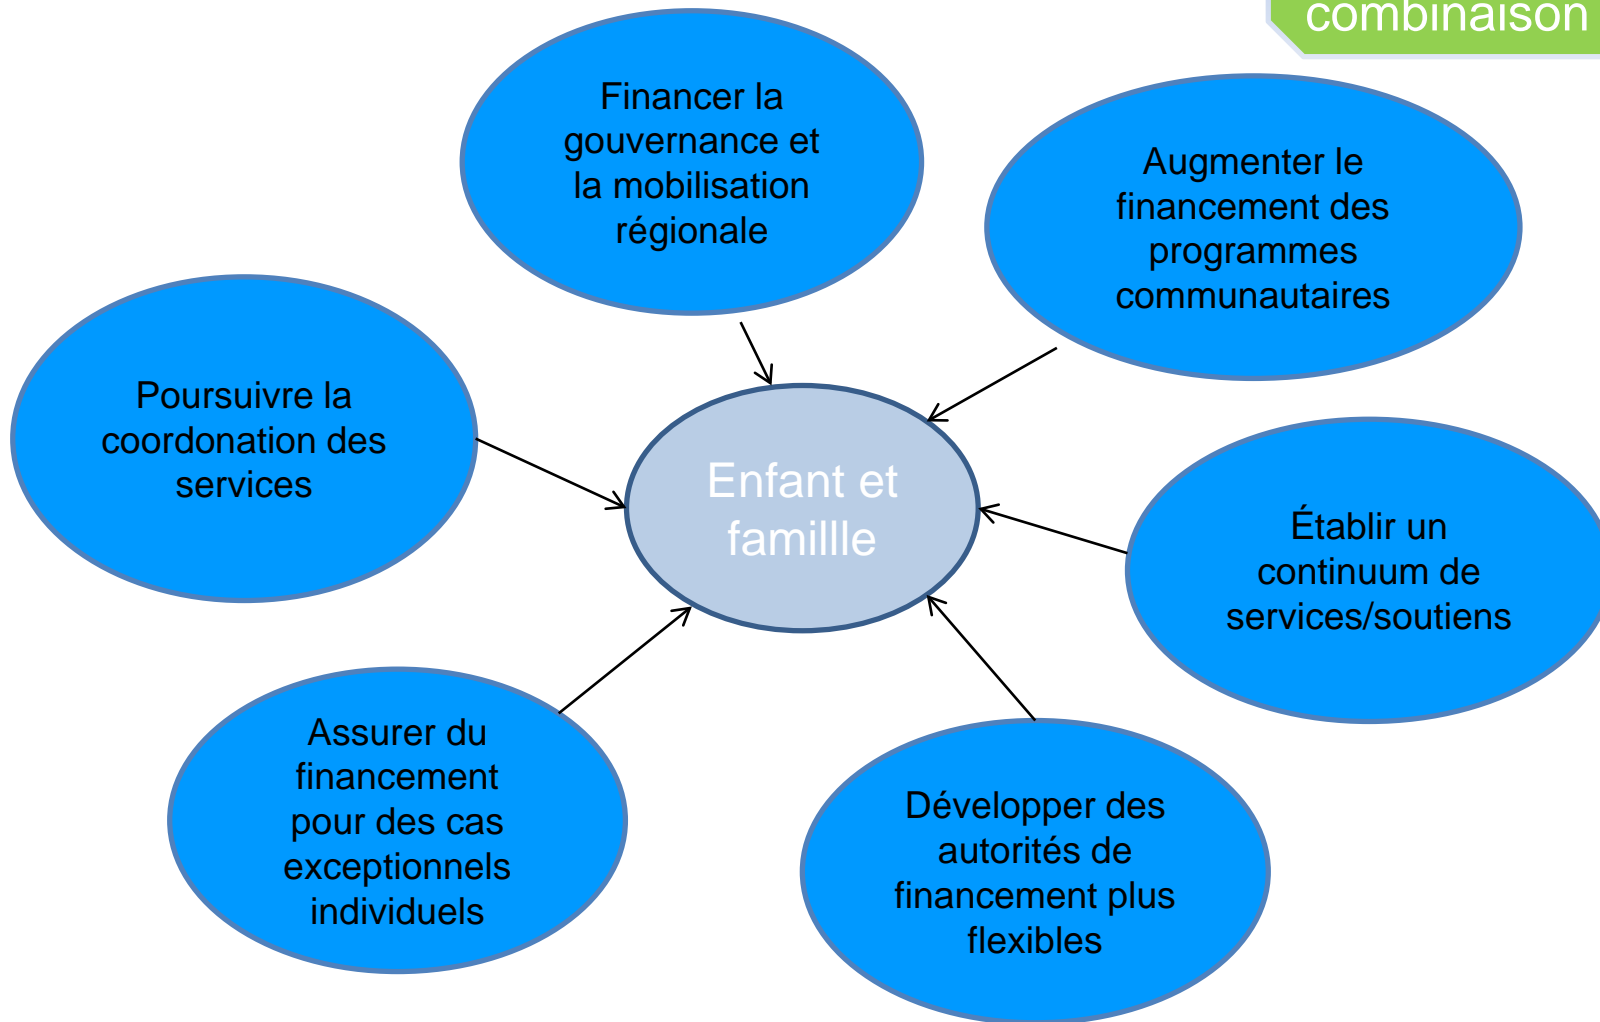 combinaison
Financer la
gouvernance et
la mobilisation
régionale
Augmenter le
financement des
programmes
communautaires
Poursuivre la
coordonation des
services
Enfant et
famillle
Établir un
continuum de
services/soutiens
Assurer du
financement
pour des cas
exceptionnels
individuels
Développer des
autorités de
financement plus
flexibles